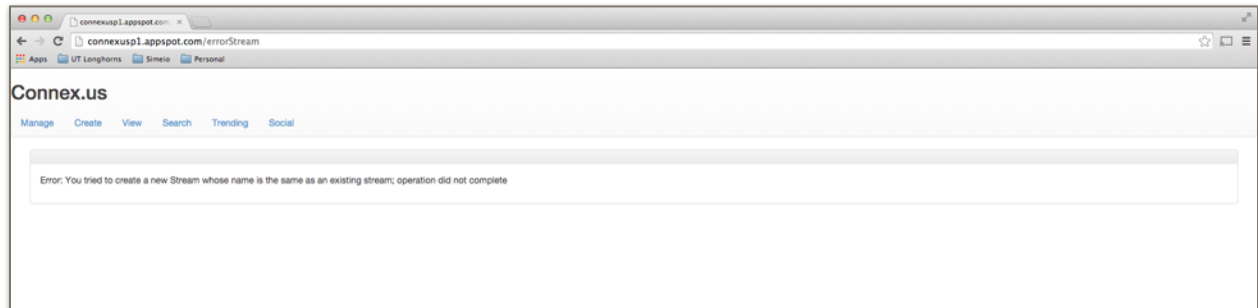 connexusp1.appspot.com
connexusp1.appspot.com/errorStream
Apps UT Longhorns Simeio Personal
Connex.us
Manage Create View Search Trending Social
Error: You tried to create a new Stream whose name is the same as an existing stream; operation did not complete